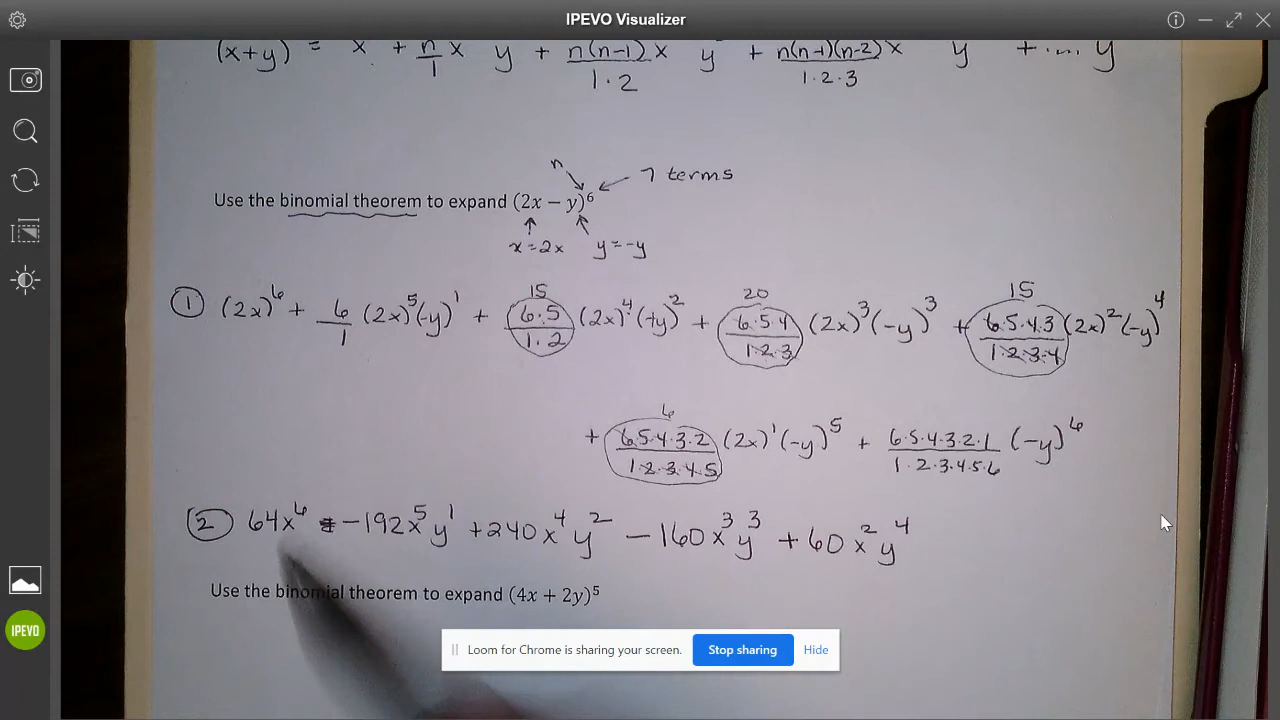 IPEVO Visualizer
(x+y) = x + n/1 x y + n(n-1)/1·2 x y + n(n-1)(n-2)/1·2·3 x y + .... y
n
7 terms
Use the binomial theorem to expand (2x − y)⁶
x=2x y=-y
15 20 15
① (2x)⁶ + 6/1 (2x)⁵(-y)¹ + 6·5/1·2 (2x)⁴(-y)² + 6·5·4/1·2·3 (2x)³(-y)³ + 6·5·4·3/1·2·3·4 (2x)²(-y)⁴
6
+ 6·5·4·3·2/1·2·3·4·5 (2x)¹(-y)⁵ + 6·5·4·3·2·1/1·2·3·4·5·6 (-y)⁶
② 64x⁶ -192x⁵y¹ +240x⁴y² -160x³y³ +60x²y⁴
Use the binomial theorem to expand (4x + 2y)⁵
IPEVO
Loom for Chrome is sharing your screen. Stop sharing Hide